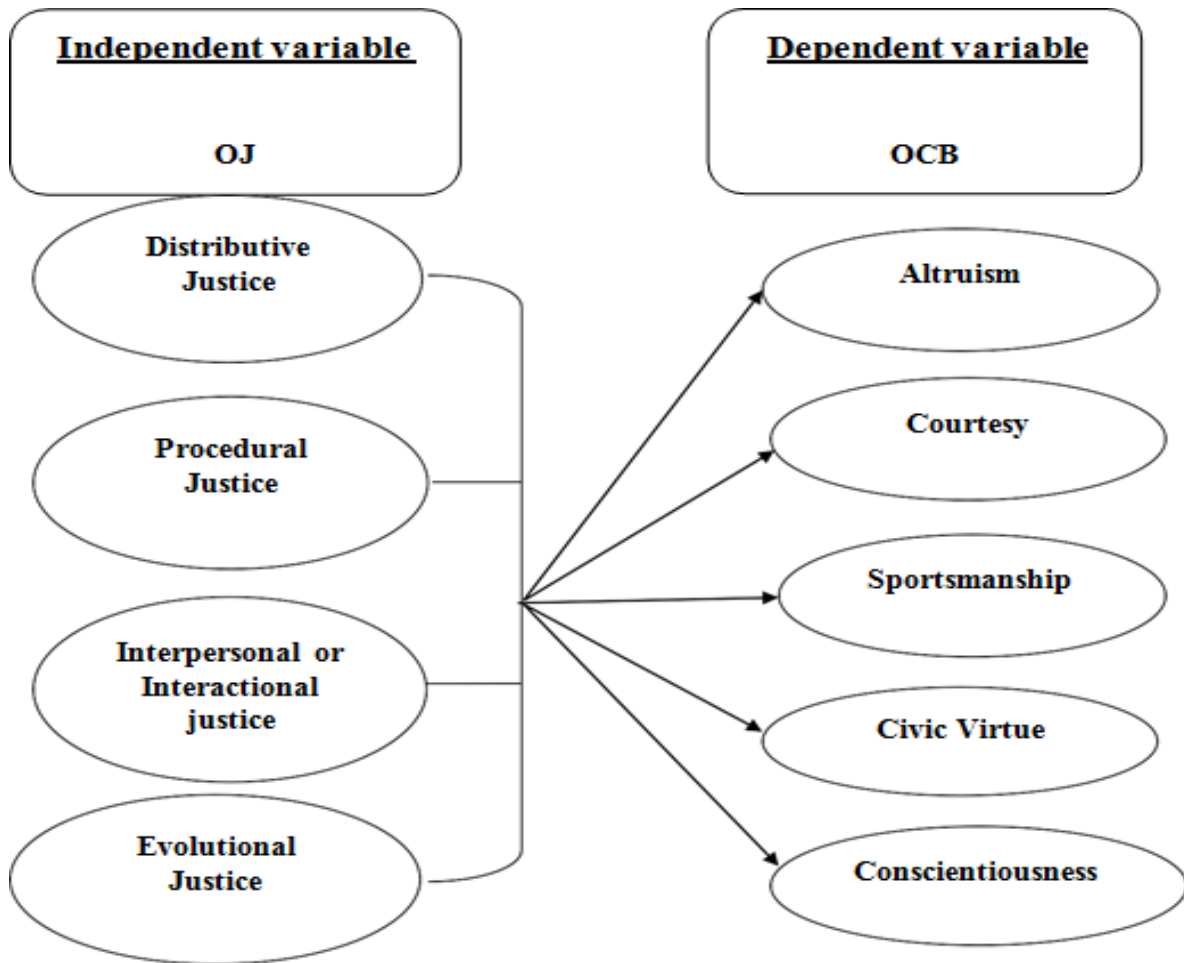 Independent variable
OJ
Distributive
Justice
Procedural
Justice
Interpersonal or
Interactional
justice
Evolutional
Justice
Dependent variable
OCB
Altruism
Courtesy
Sportsmanship
Civic Virtue
Conscientiousness